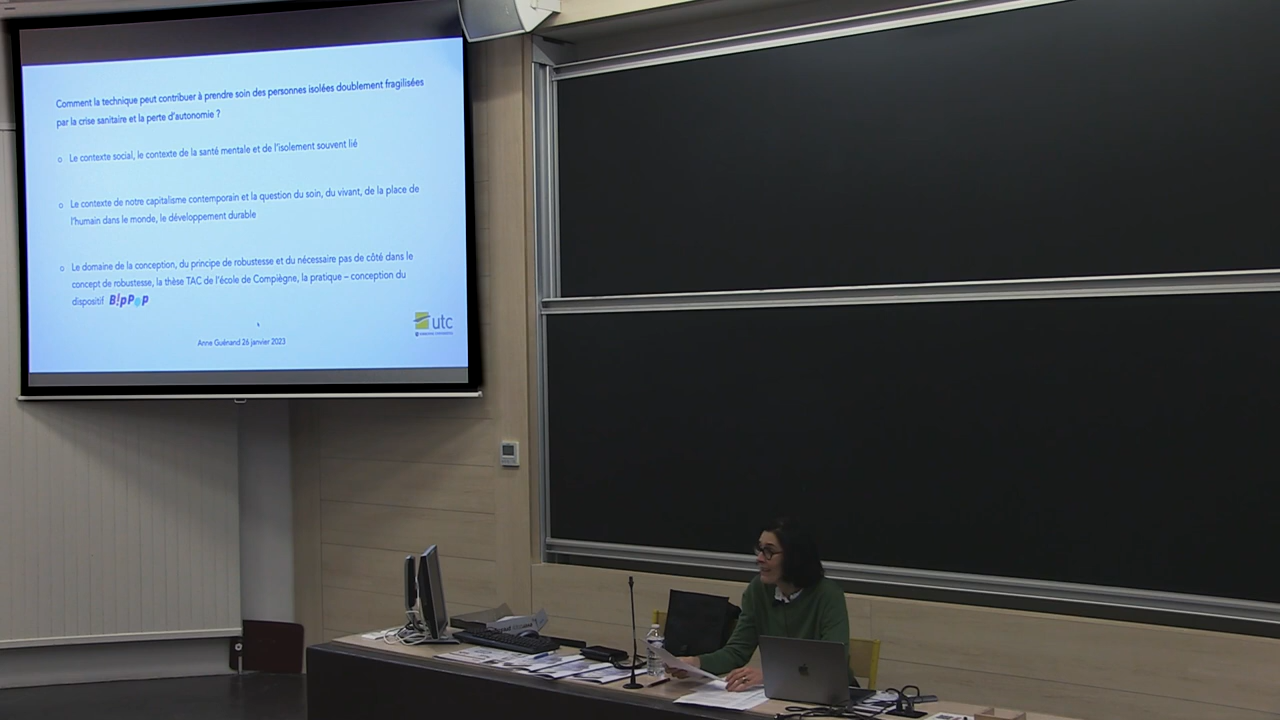 Comment la technique peut contribuer à prendre soin des personnes isolées doublement fragilisées
par la crise sanitaire et la perte d'autonomie ?
o Le contexte social, le contexte de la santé mentale et de l'isolement souvent lié
o Le contexte de notre capitalisme contemporain et la question du soin, du vivant, de la place de
l'humain dans le monde, le développement durable
o Le domaine de la conception, du principe de robustesse et du nécessaire pas de côté dans le
concept de robustesse, la thèse TAC de l'école de Compiègne, la pratique – conception du
dispositif B!pPop
utc
Anne Guénand 26 janvier 2023